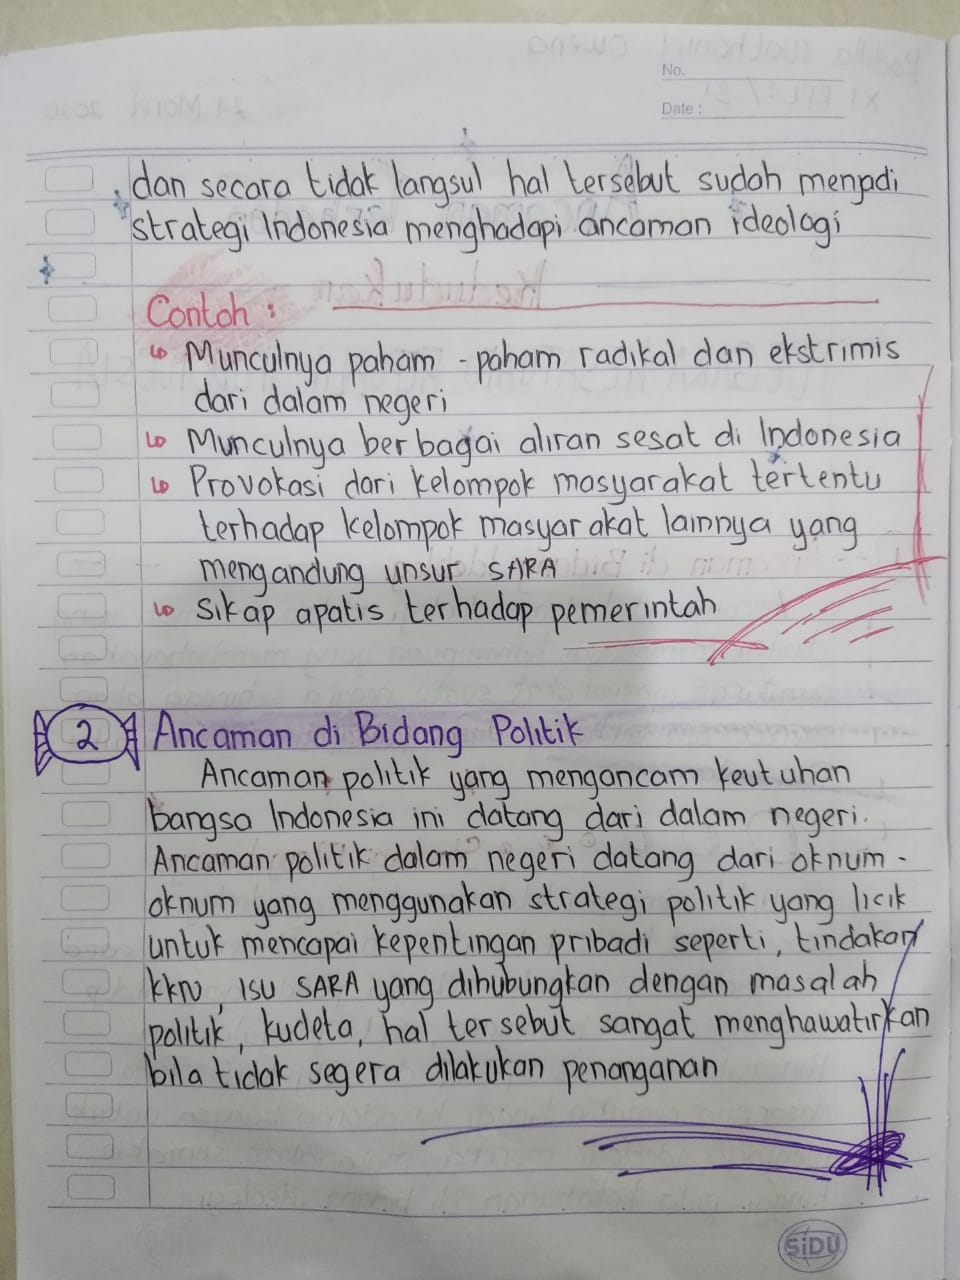 No.
Date :
dan secara tidak langsul hal tersebut sudah menjadi
strategi Indonesia menghadapi ancaman ideologi
Contoh :
Munculnya paham - paham radikal dan ekstrimis
dari dalam negeri
Munculnya berbagai aliran sesat di Indonesia
Provokasi dari kelompok masyarakat tertentu
terhadap kelompok masyarakat lainnya yang
mengandung unsur SARA
Sikap apatis terhadap pemerintah
2 Ancaman di Bidang Politik
Ancaman politik yang mengancam keutuhan
bangsa Indonesia ini datang dari dalam negeri.
Ancaman politik dalam negeri datang dari oknum -
oknum yang menggunakan strategi politik yang licik
untuk mencapai kepentingan pribadi seperti, tindakan
KKN, isu SARA yang dihubungkan dengan masalah
politik, kudeta, hal tersebut sangat menghawatirkan
bila tidak segera dilakukan penanganan
SiDU